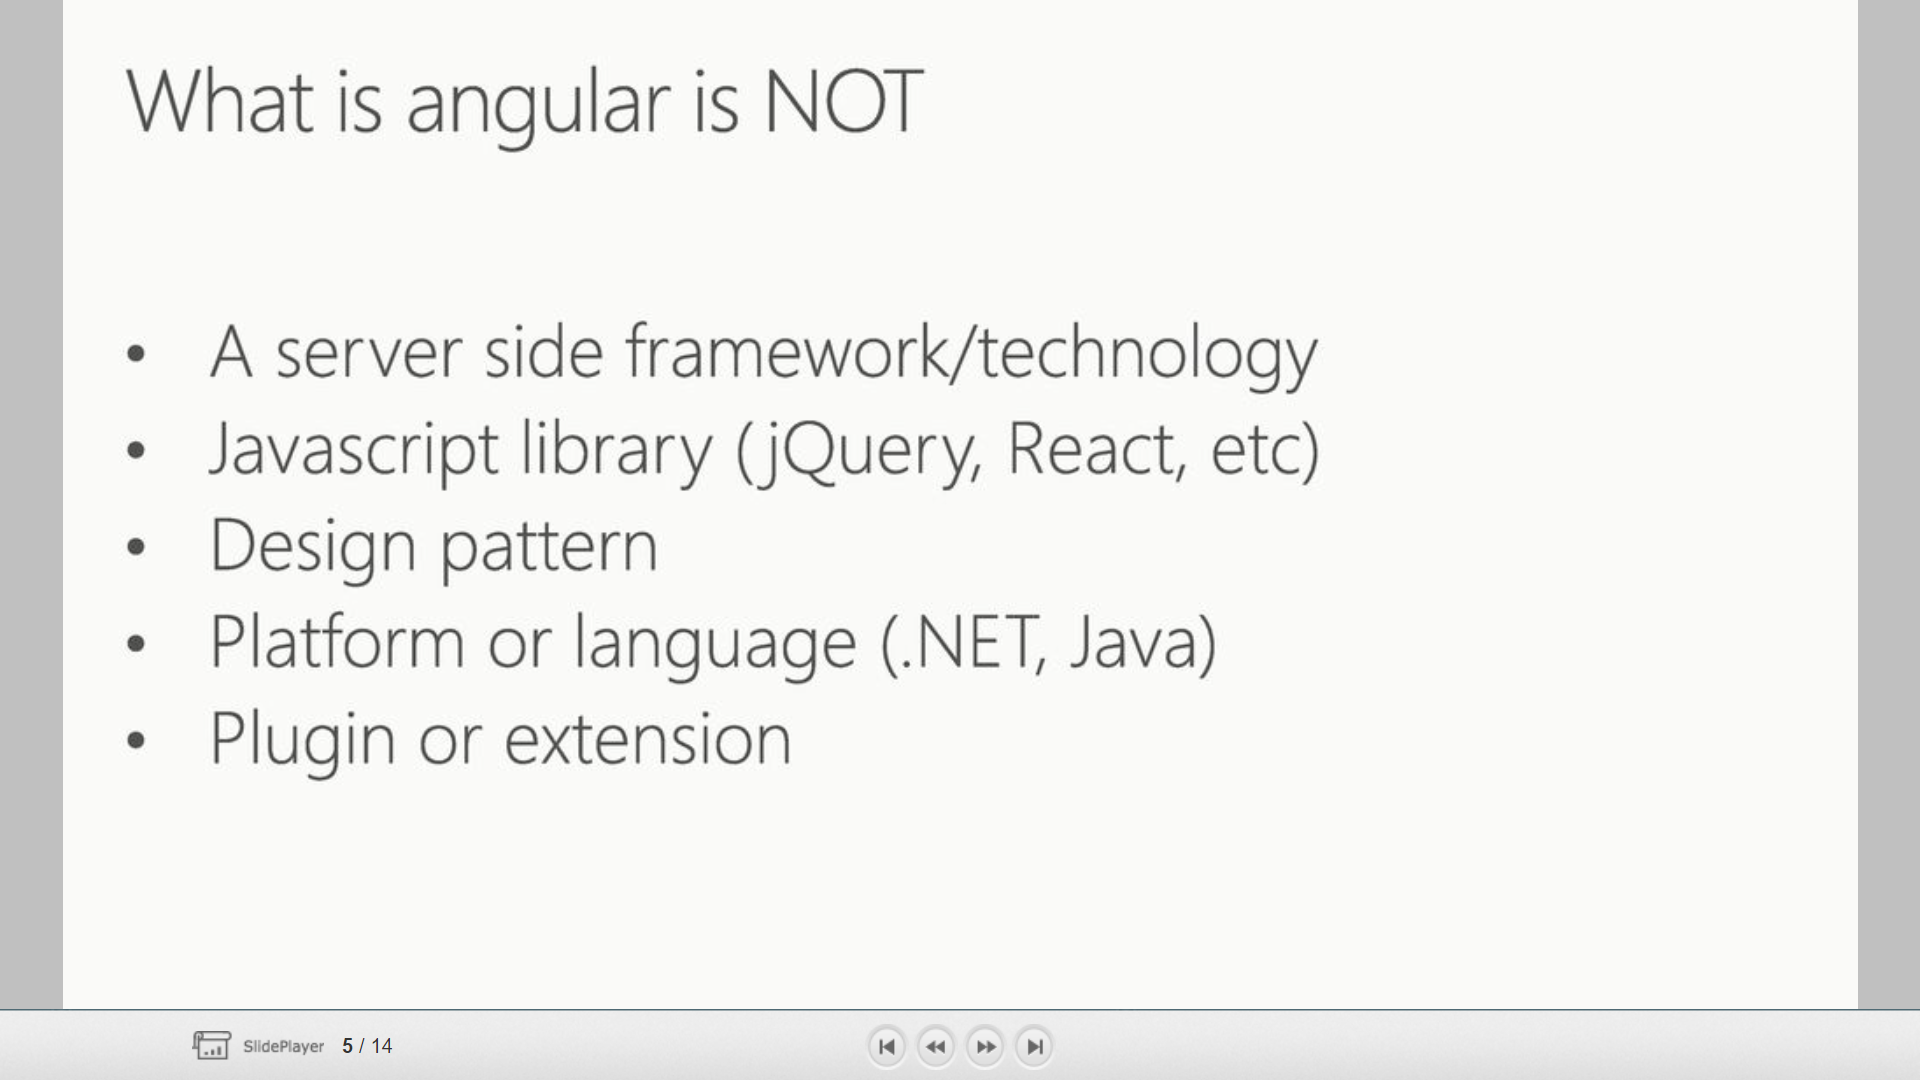 What is angular is NOT
• A server side framework/technology
• Javascript library (jQuery, React, etc)
• Design pattern
• Platform or language (.NET, Java)
• Plugin or extension
SlidePlayer 5 / 14